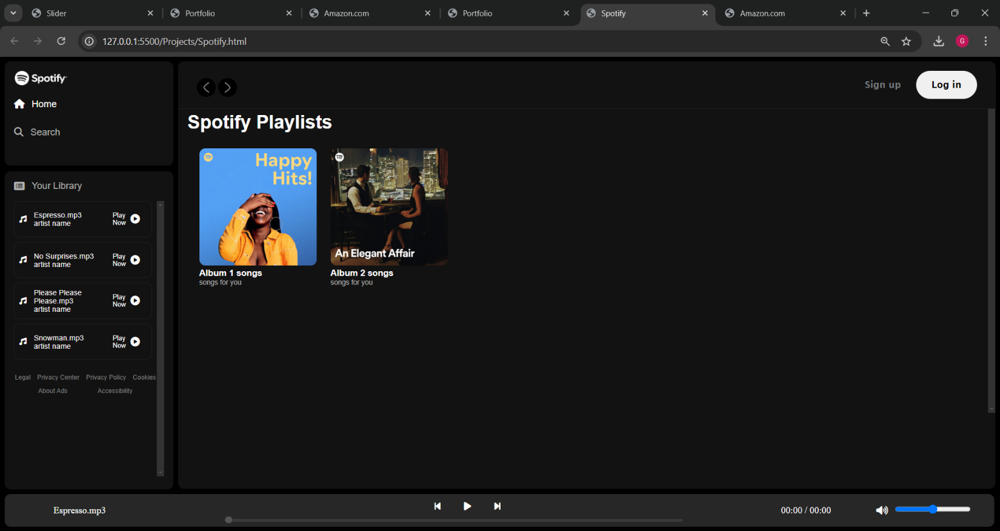 Slider
Portfolio
Amazon.com
Portfolio
Spotify
Amazon.com
127.0.0.1:5500/Projects/Spotify.html
G
Spotify
Home
Search
Your Library
Espresso.mp3
artist name
Play
Now
No Surprises.mp3
artist name
Play
Now
Please Please
Please.mp3
artist name
Play
Now
Snowman.mp3
artist name
Play
Now
Legal Privacy Center Privacy Policy Cookies
About Ads Accessibility
Sign up
Log in
Spotify Playlists
Happy
Hits!
Album 1 songs
songs for you
An Elegant Affair
Album 2 songs
songs for you
Espresso.mp3
00:00 / 00:00